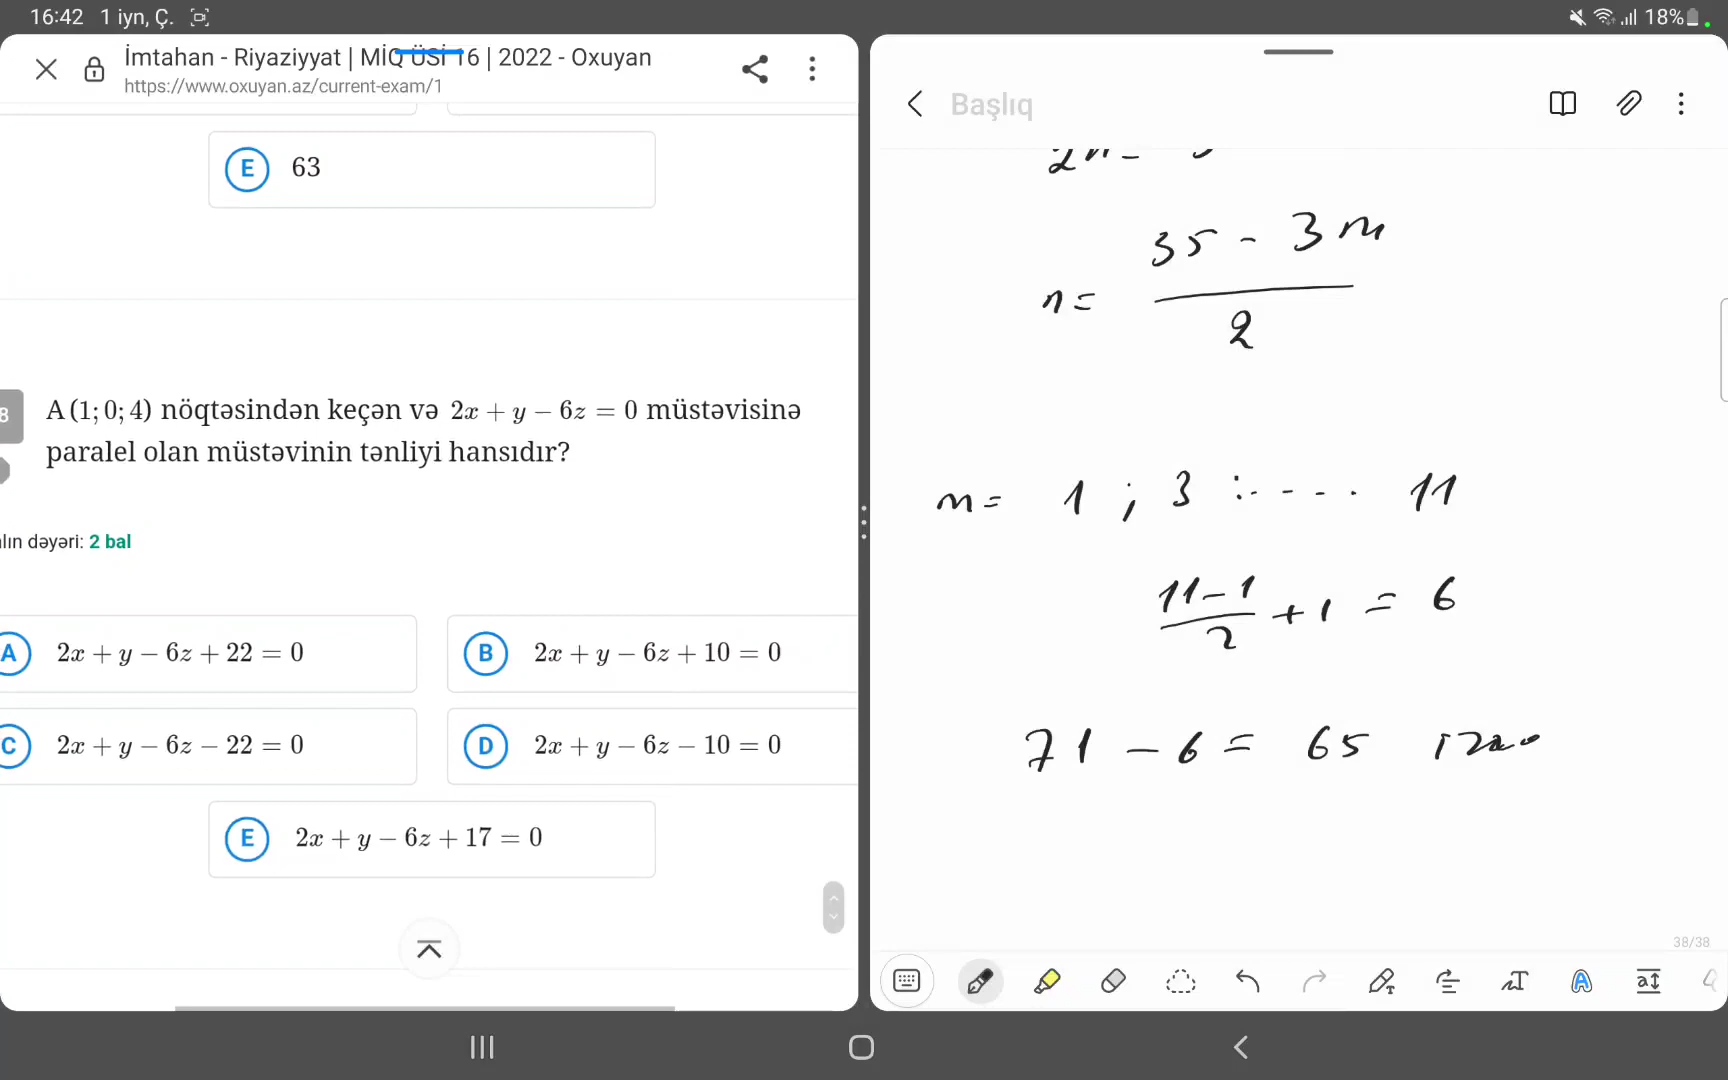 16:42 1 iyn, Ç. 18%
İmtahan - Riyaziyyat | MİQ ÜSİ 16 | 2022 - Oxuyan
https://www.oxuyan.az/current-exam/1
E 63
8 A(1; 0; 4) nöqtəsindən keçən və 2x + y − 6z = 0 müstəvisinə
paralel olan müstəvinin tənliyi hansıdır?
lın dəyəri: 2 bal
A 2x + y − 6z + 22 = 0
B 2x + y − 6z + 10 = 0
C 2x + y − 6z − 22 = 0
D 2x + y − 6z − 10 = 0
E 2x + y − 6z + 17 = 0
Başlıq
35 - 3m
n =
2
m = 1 ; 3 ; - - - . 11
11-1
2
+ 1 = 6
71 - 6 = 65
38/38